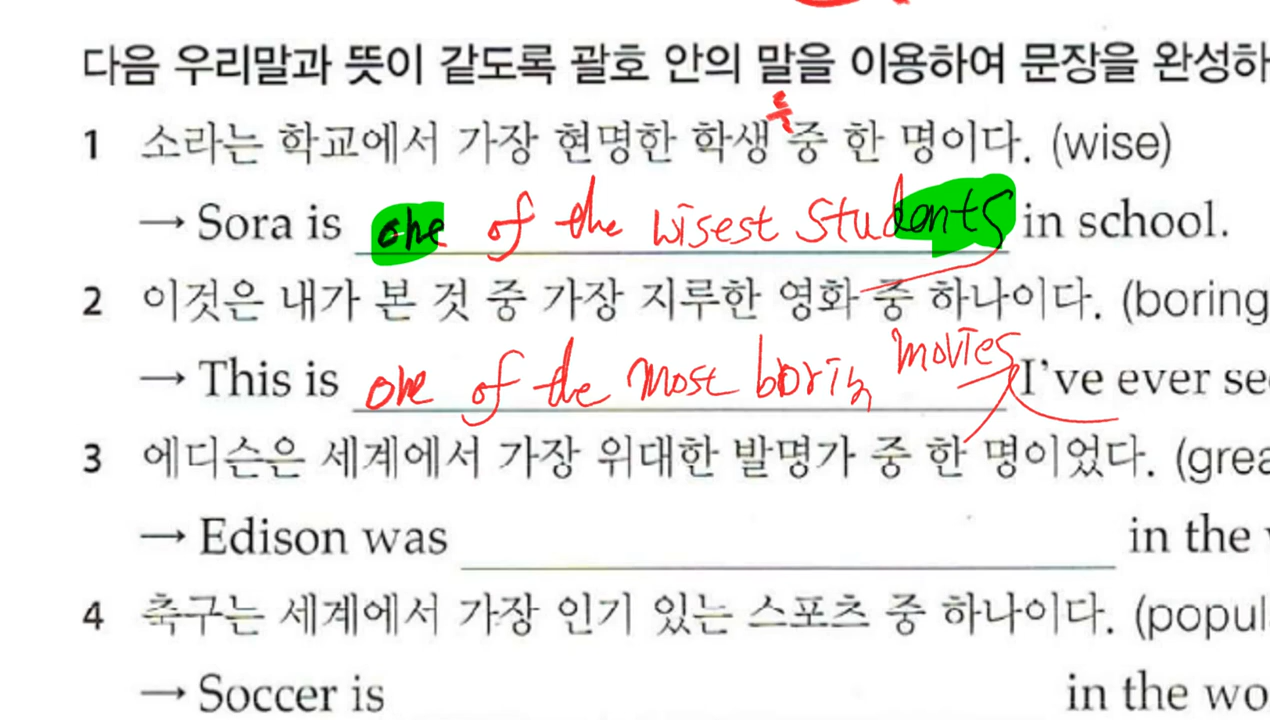 다음 우리말과 뜻이 같도록 괄호 안의 말을 이용하여 문장을 완성하
1 소라는 학교에서 가장 현명한 학생 중 한 명이다. (wise)
→ Sora is one of the wisest students in school.
2 이것은 내가 본 것 중 가장 지루한 영화 중 하나이다. (boring
→ This is one of the most borin movies I've ever se
3 에디슨은 세계에서 가장 위대한 발명가 중 한 명이었다. (grea
→ Edison was in the
4 축구는 세계에서 가장 인기 있는 스포츠 중 하나이다. (popul
→ Soccer is in the wo